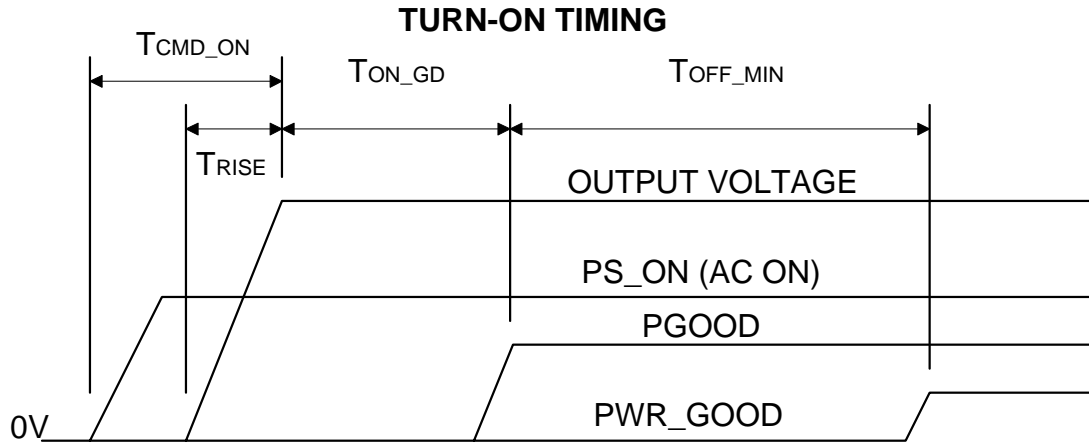 TURN-ON TIMING
TCMD_ON
TON_GD
TOFF_MIN
TRISE
OUTPUT VOLTAGE
PS_ON (AC ON)
PGOOD
0V
PWR_GOOD